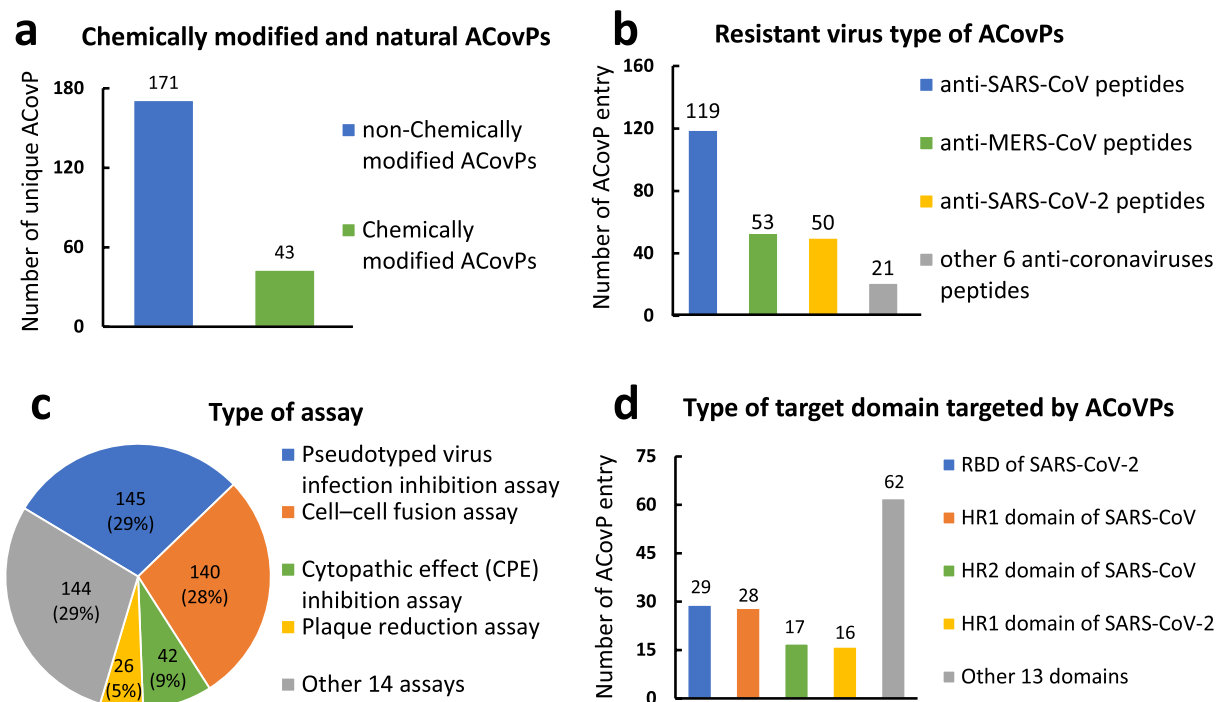 a
Chemically modified and natural ACovPs
Number of unique ACovP
180
120
60
0
171
43
non-Chemically
modified ACovPs
Chemically
modified ACovPs
b
Resistant virus type of ACovPs
Number of ACovP entry
160
120
80
40
0
119
53
50
21
anti-SARS-CoV peptides
anti-MERS-CoV peptides
anti-SARS-CoV-2 peptides
other 6 anti-coronaviruses
peptides
c
Type of assay
145
(29%)
140
(28%)
42
(9%)
26
(5%)
144
(29%)
Pseudotyped virus
infection inhibition assay
Cell–cell fusion assay
Cytopathic effect (CPE)
inhibition assay
Plaque reduction assay
Other 14 assays
d
Type of target domain targeted by ACoVPs
Number of ACovP entry
75
60
45
30
15
0
29
28
17
16
62
RBD of SARS-CoV-2
HR1 domain of SARS-CoV
HR2 domain of SARS-CoV
HR1 domain of SARS-CoV-2
Other 13 domains